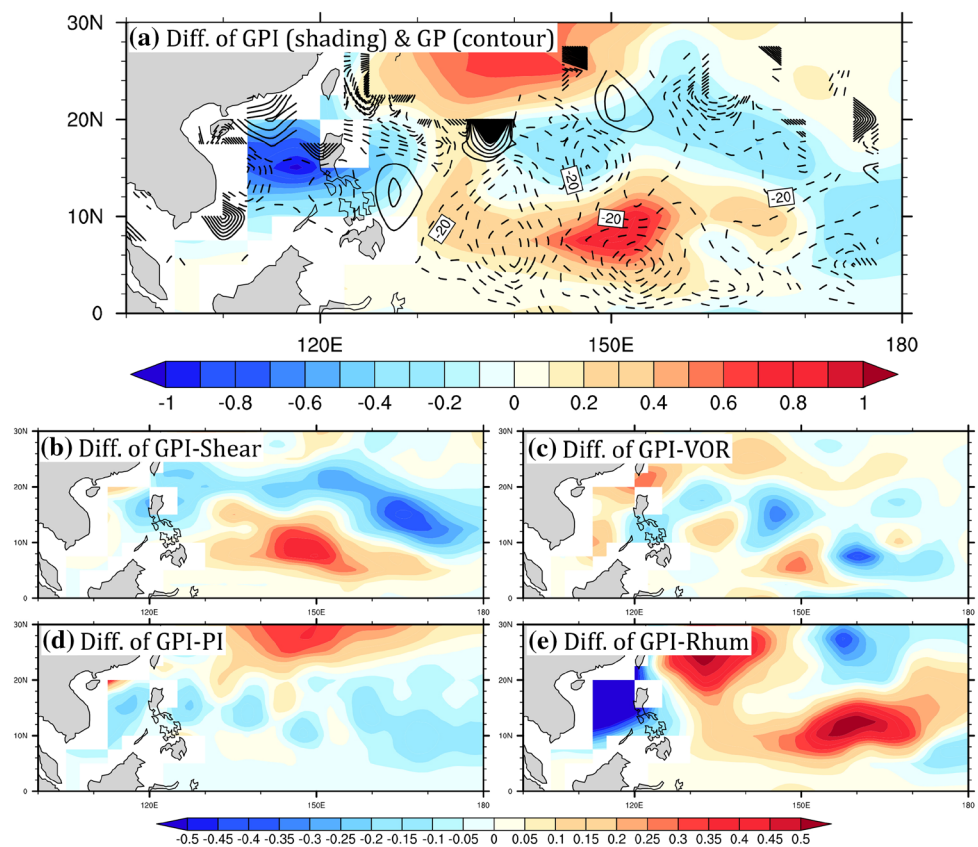 (a) Diff. of GPI (shading) & GP (contour)
30N
20N
10N
0
-20
-20
-20
-20
120E 150E 180
-1 -0.8 -0.6 -0.4 -0.2 0 0.2 0.4 0.6 0.8 1
(b) Diff. of GPI-Shear
30N
20N
10N
0
120E 150E 180
(c) Diff. of GPI-VOR
30N
20N
10N
0
120E 150E 180
(d) Diff. of GPI-PI
30N
20N
10N
0
120E 150E 180
(e) Diff. of GPI-Rhum
30N
20N
10N
0
120E 150E 180
-0.5 -0.45 -0.4 -0.35 -0.3 -0.25 -0.2 -0.15 -0.1 -0.05 0 0.05 0.1 0.15 0.2 0.25 0.3 0.35 0.4 0.45 0.5